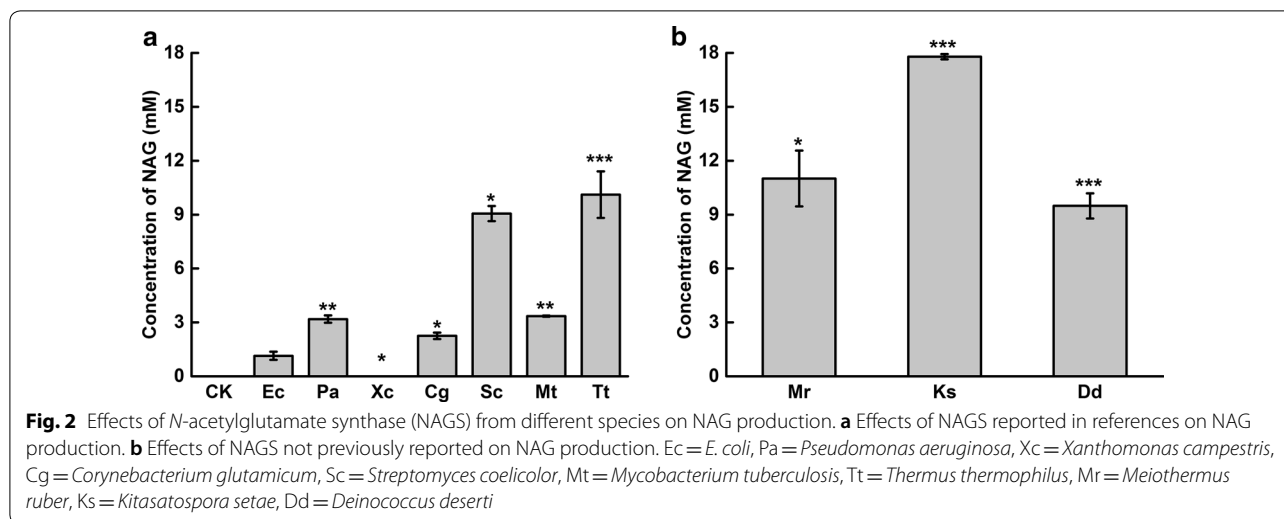 a
Concentration of NAG (mM)
18
15
12
9
6
3
0
***
*
**
**
*
*
CK Ec Pa Xc Cg Sc Mt Tt
b
Concentration of NAG (mM)
18
15
12
9
6
3
0
***
*
***
Mr Ks Dd
Fig. 2 Effects of N-acetylglutamate synthase (NAGS) from different species on NAG production. a Effects of NAGS reported in references on NAG
production. b Effects of NAGS not previously reported on NAG production. Ec = E. coli, Pa = Pseudomonas aeruginosa, Xc = Xanthomonas campestris,
Cg = Corynebacterium glutamicum, Sc = Streptomyces coelicolor, Mt = Mycobacterium tuberculosis, Tt = Thermus thermophilus, Mr = Meiothermus
ruber, Ks = Kitasatospora setae, Dd = Deinococcus deserti